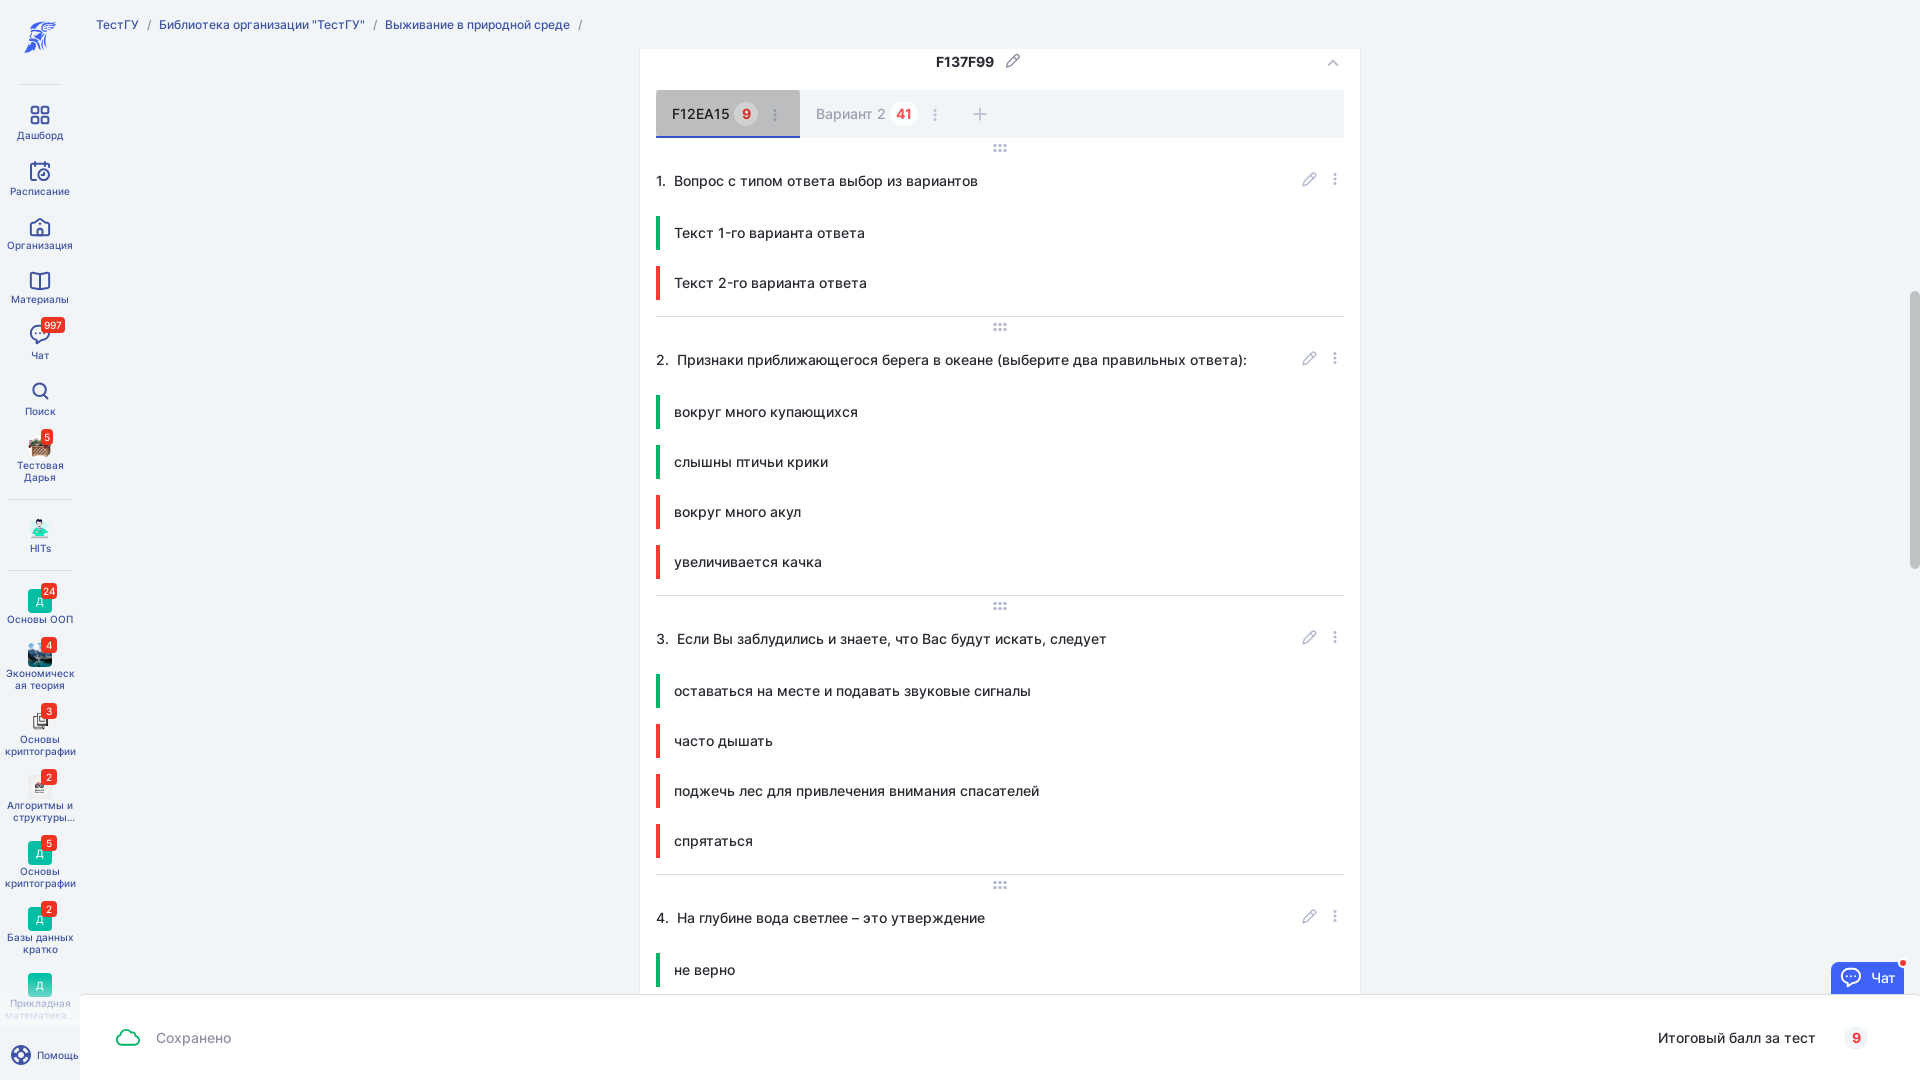 ТестГУ / Библиотека организации "ТестГУ" / Выживание в природной среде /
Дашборд
Расписание
Организация
Материалы
997
Чат
Поиск
5
Тестовая
Дарья
HITs
24
Д
Основы ООП
4
Экономическ
ая теория
3
Основы
криптографии
2
Алгоритмы и
структуры...
5
Д
Основы
криптографии
2
Д
Базы данных
кратко
Д
Прикладная
математика...
Помощь
F137F99
F12EA15 9
Вариант 2 41
1. Вопрос с типом ответа выбор из вариантов
Текст 1-го варианта ответа
Текст 2-го варианта ответа
2. Признаки приближающегося берега в океане (выберите два правильных ответа):
вокруг много купающихся
слышны птичьи крики
вокруг много акул
увеличивается качка
3. Если Вы заблудились и знаете, что Вас будут искать, следует
оставаться на месте и подавать звуковые сигналы
часто дышать
поджечь лес для привлечения внимания спасателей
спрятаться
4. На глубине вода светлее – это утверждение
не верно
Чат
Сохранено
Итоговый балл за тест 9